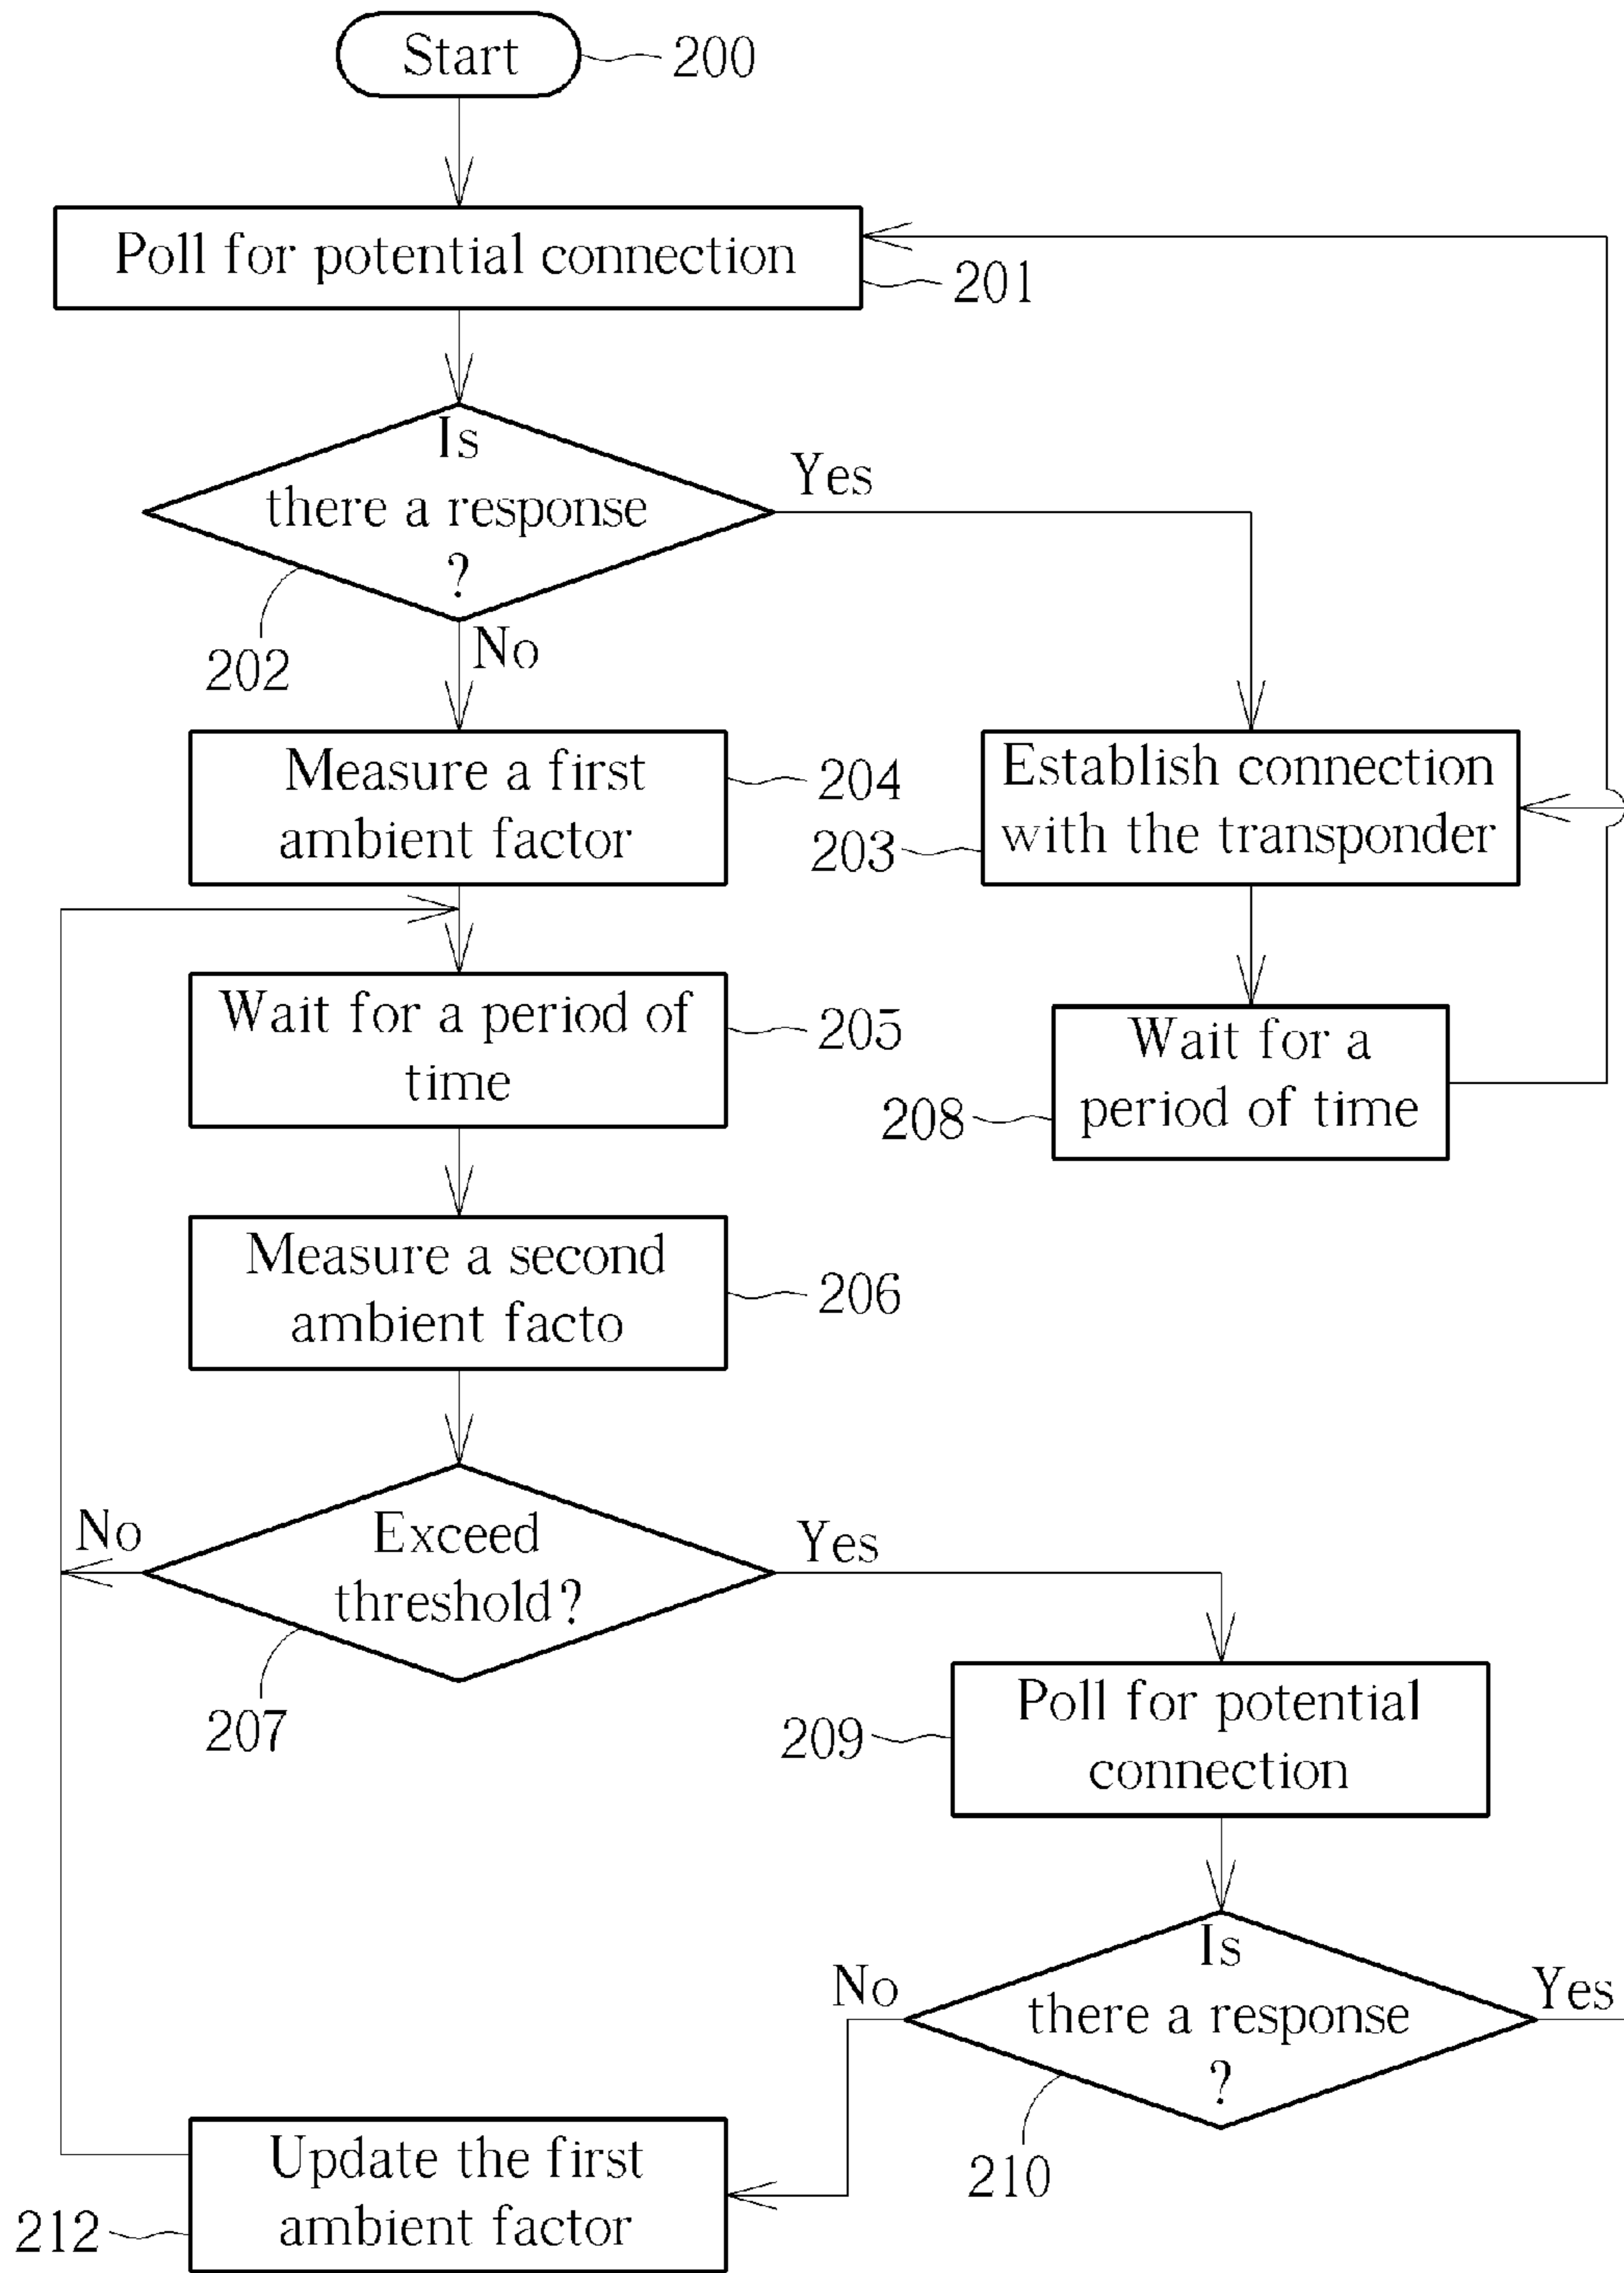 Start
200
Poll for potential connection
201
Is
there a response
?
Yes
202
No
Measure a first
ambient factor
204
Establish connection
with the transponder
203
Wait for a period of
time
205
Wait for a
period of time
208
Measure a second
ambient facto
206
No
Exceed
threshold?
Yes
207
Poll for potential
connection
209
Is
there a response
?
No
Yes
210
Update the first
ambient factor
212